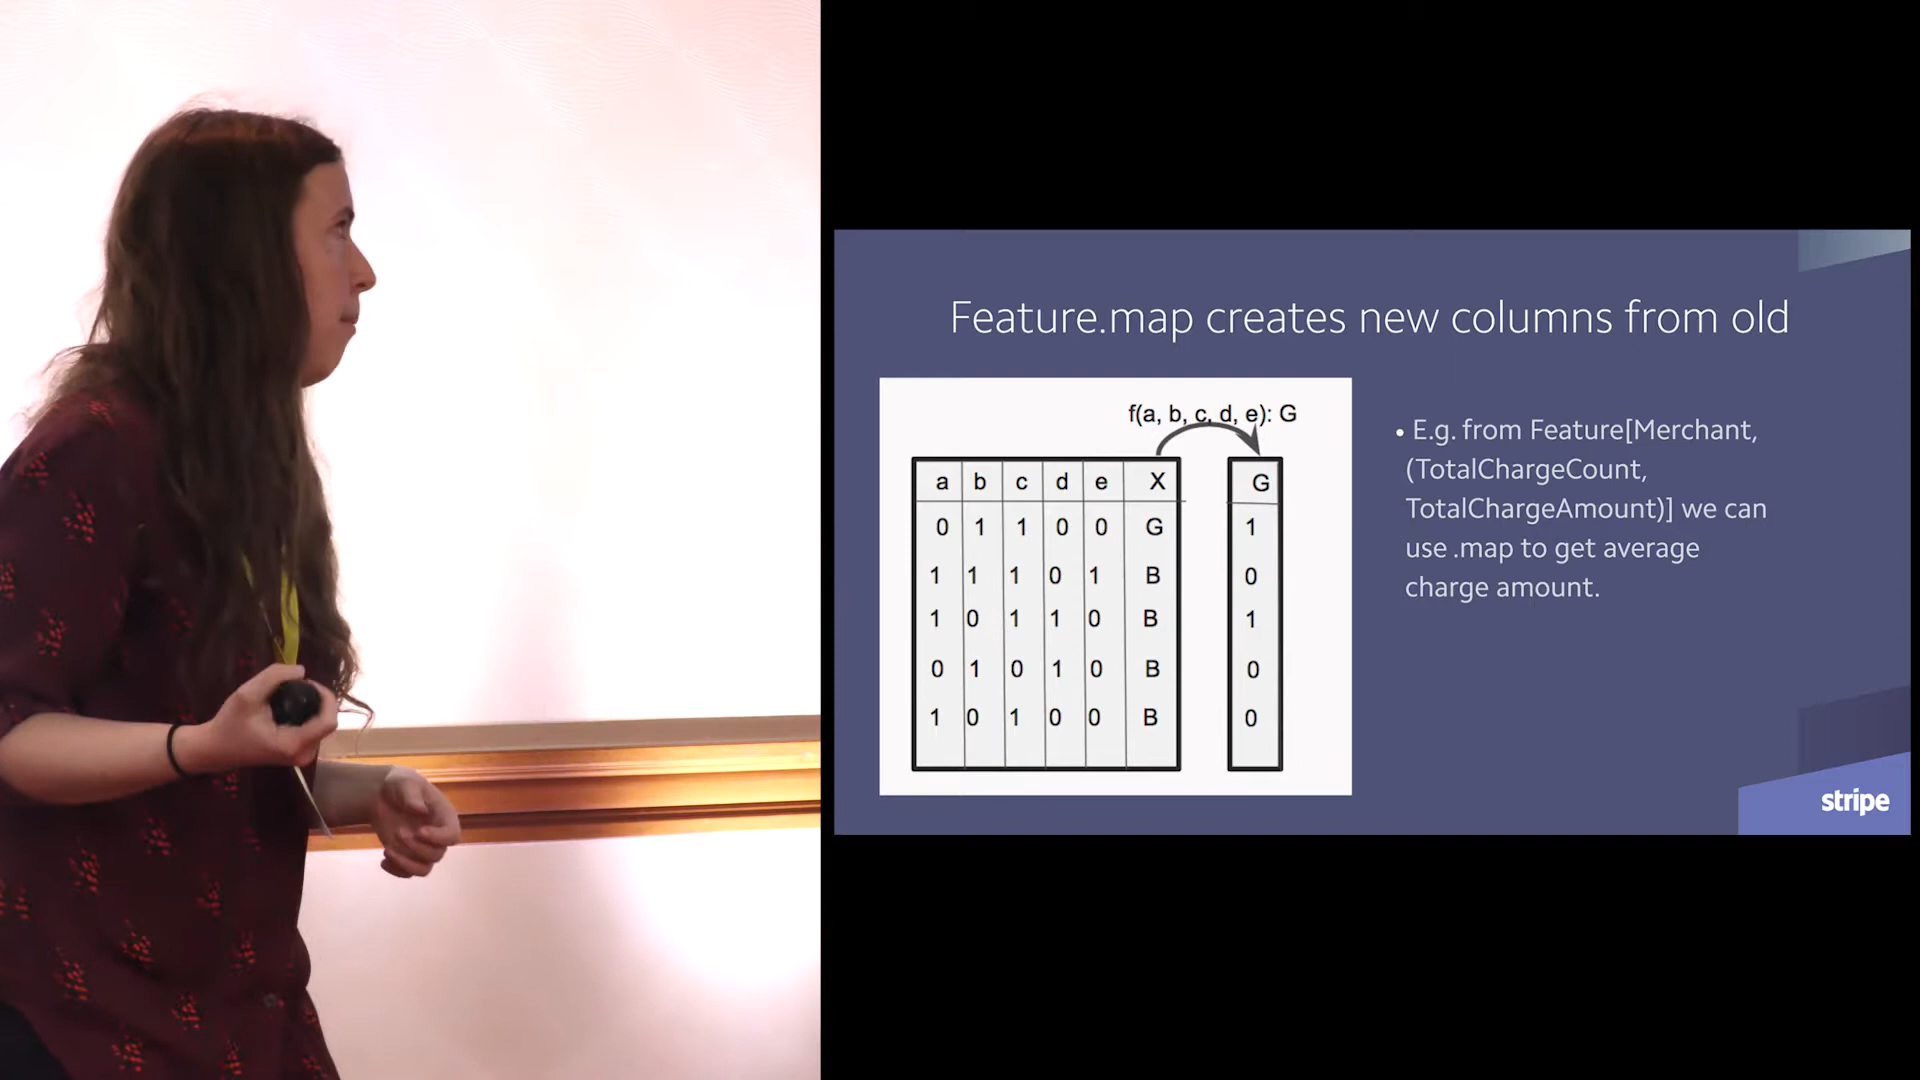 Feature.map creates new columns from old
f(a, b, c, d, e): G
a b c d e X G
0 1 1 0 0 G 1
1 1 1 0 1 B 0
1 0 1 1 0 B 1
0 1 0 1 0 B 0
1 0 1 0 0 B 0
• E.g. from Feature[Merchant,
(TotalChargeCount,
TotalChargeAmount)] we can
use .map to get average
charge amount.
stripe